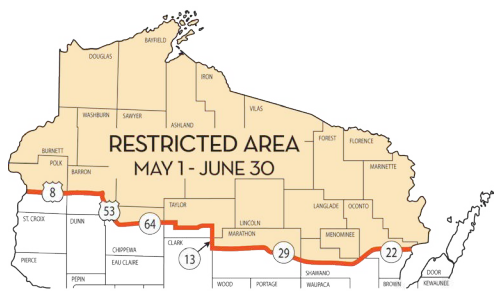 BAYFIELD
DOUGLAS
IRON
VILAS
WASHBURN
SAWYER
ASHLAND
FOREST
FLORENCE
RESTRICTED AREA
MAY 1 - JUNE 30
BURNETT
POLK
BARRON
MARINETTE
8
53
64
TAYLOR
LINCOLN
LANGLADE
OCONTO
ST. CROIX
DUNN
CHIPPEWA
CLARK
MARATHON
MENOMINEE
13
29
22
PIERCE
EAU CLAIRE
PEPIN
WOOD
PORTAGE
SHAWANO
WAUPACA
BROWN
DOOR
KEWAUNEE